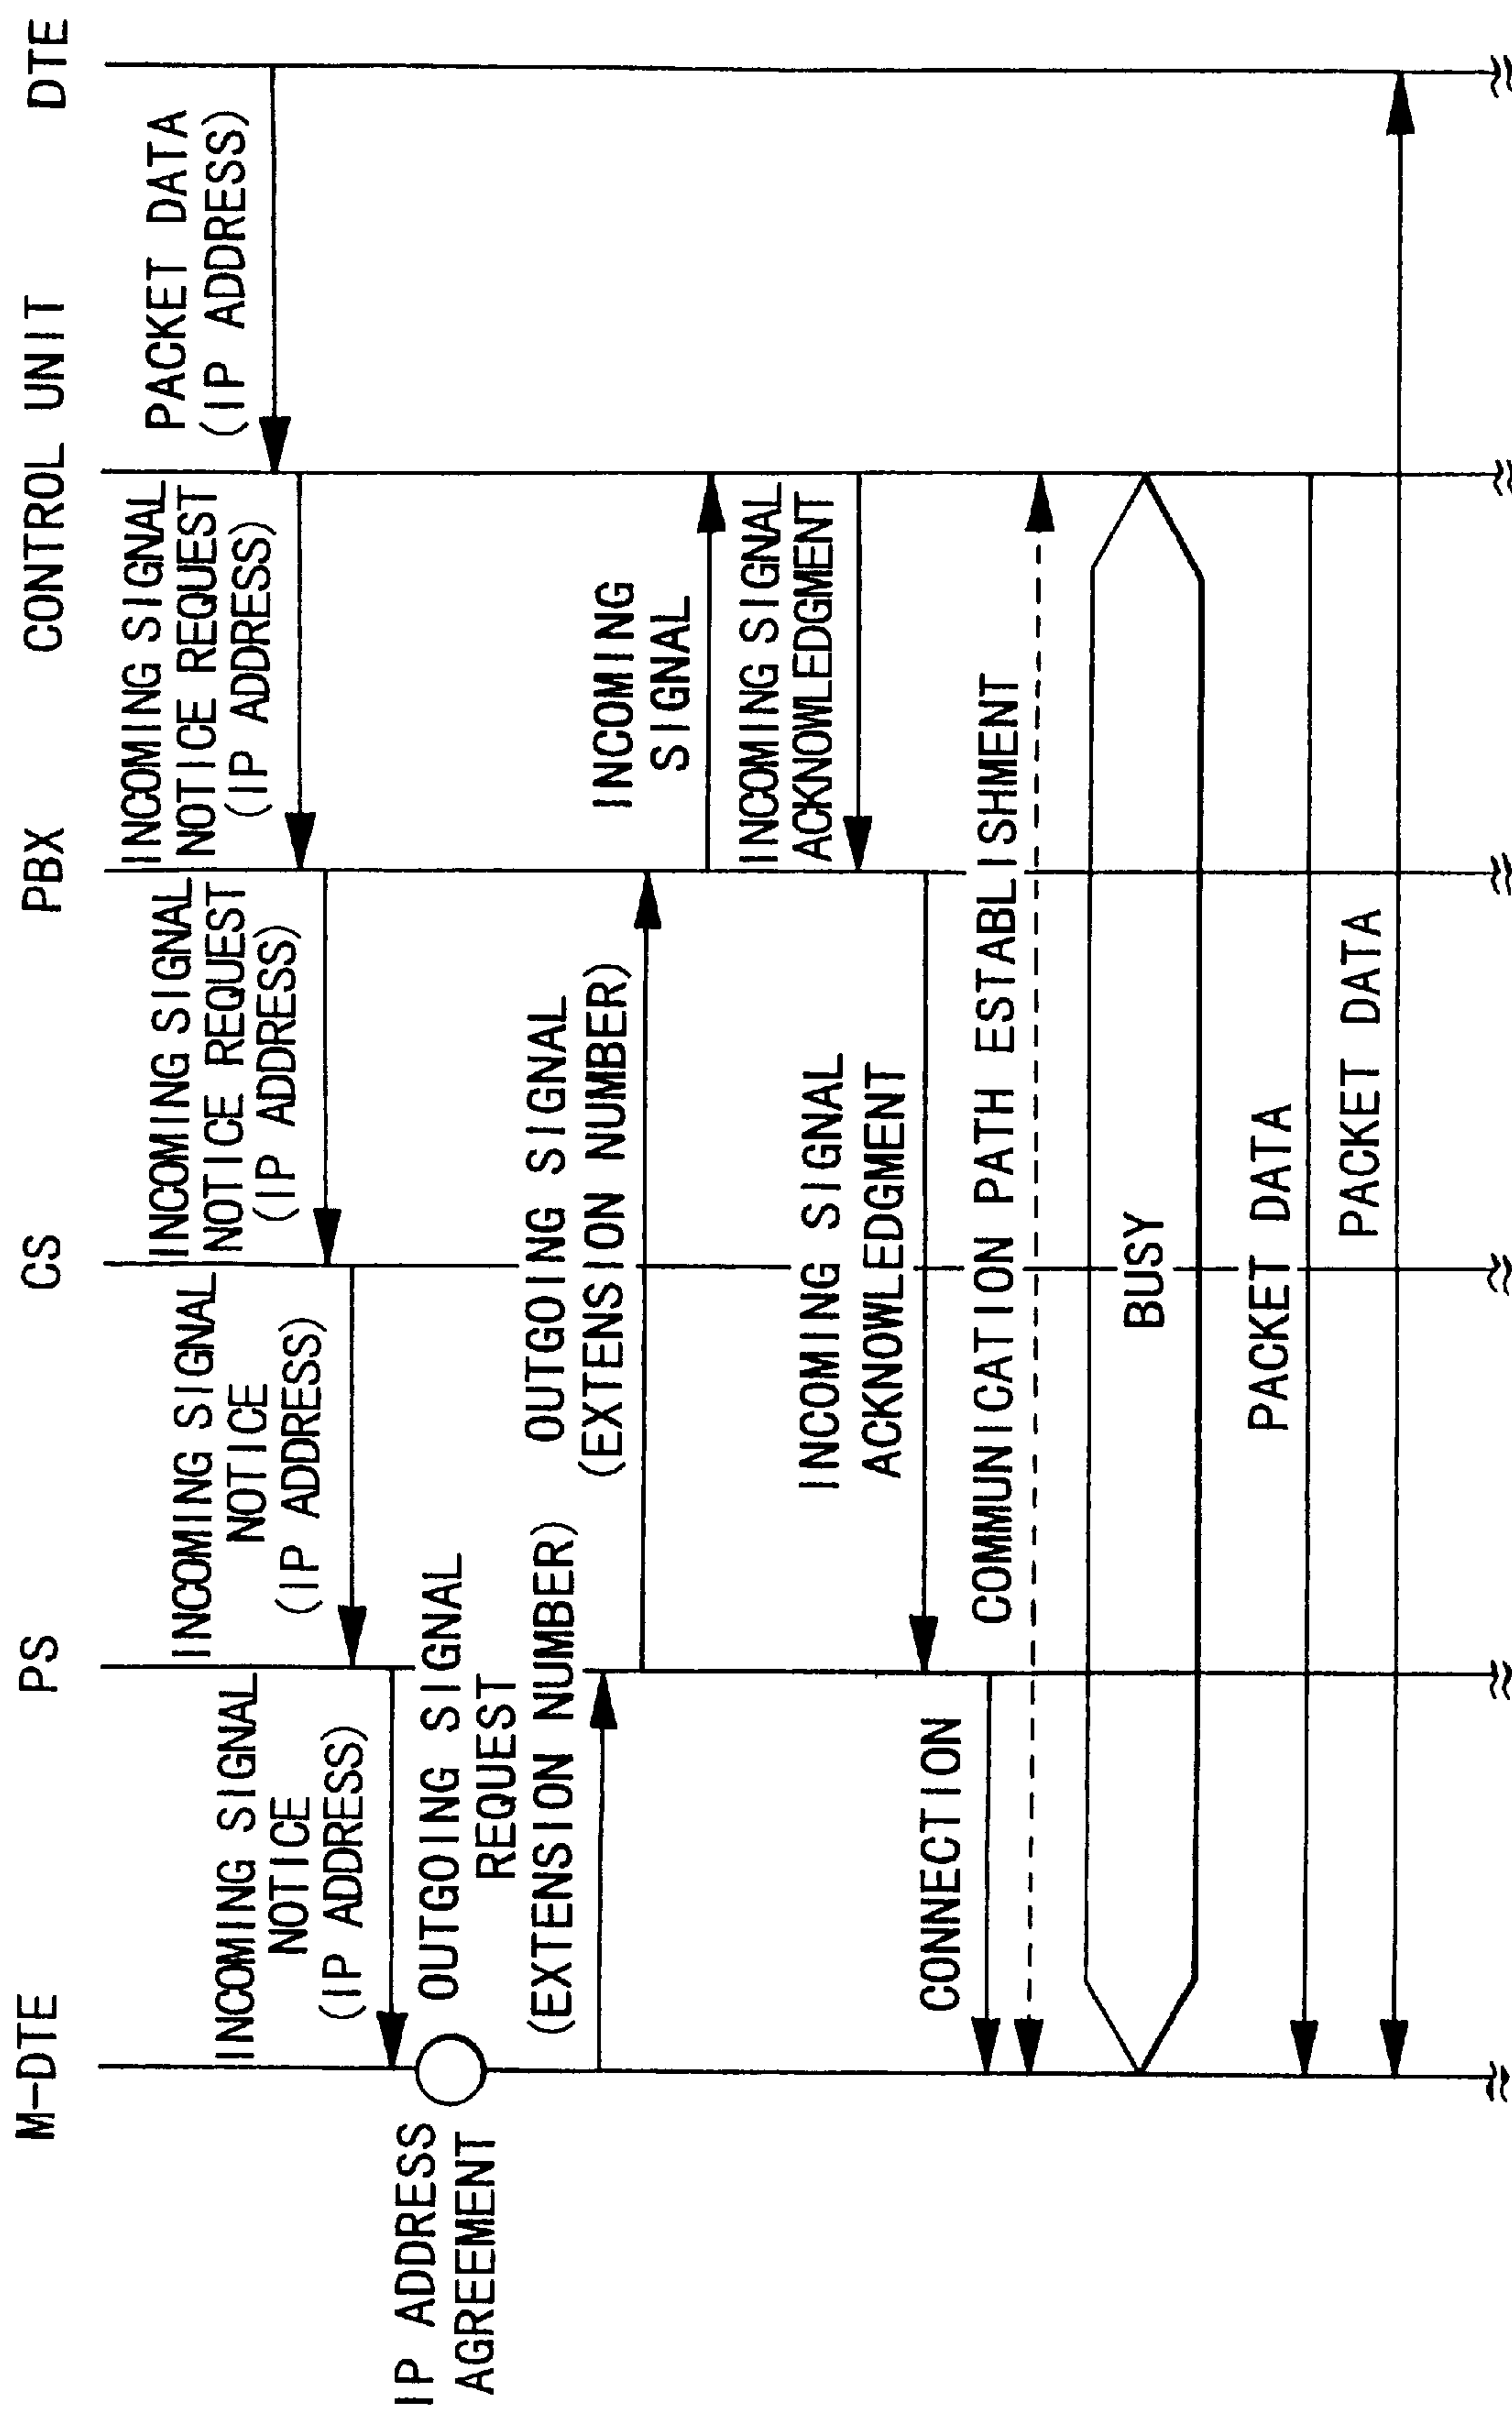 M-DTE
PS
CS
PBX
CONTROL UNIT
DTE
PACKET DATA
(IP ADDRESS)
INCOMING SIGNAL
NOTICE REQUEST
(IP ADDRESS)
INCOMING SIGNAL
NOTICE REQUEST
(IP ADDRESS)
INCOMING SIGNAL
NOTICE
(IP ADDRESS)
INCOMING SIGNAL
NOTICE
(IP ADDRESS)
IP ADDRESS
AGREEMENT
OUTGOING SIGNAL
REQUEST
(EXTENSION NUMBER)
OUTGOING SIGNAL
(EXTENSION NUMBER)
INCOMING
SIGNAL
INCOMING SIGNAL
ACKNOWLEDGMENT
INCOMING SIGNAL
ACKNOWLEDGMENT
CONNECTION
COMMUNICATION PATH ESTABLISHMENT
BUSY
PACKET DATA
PACKET DATA